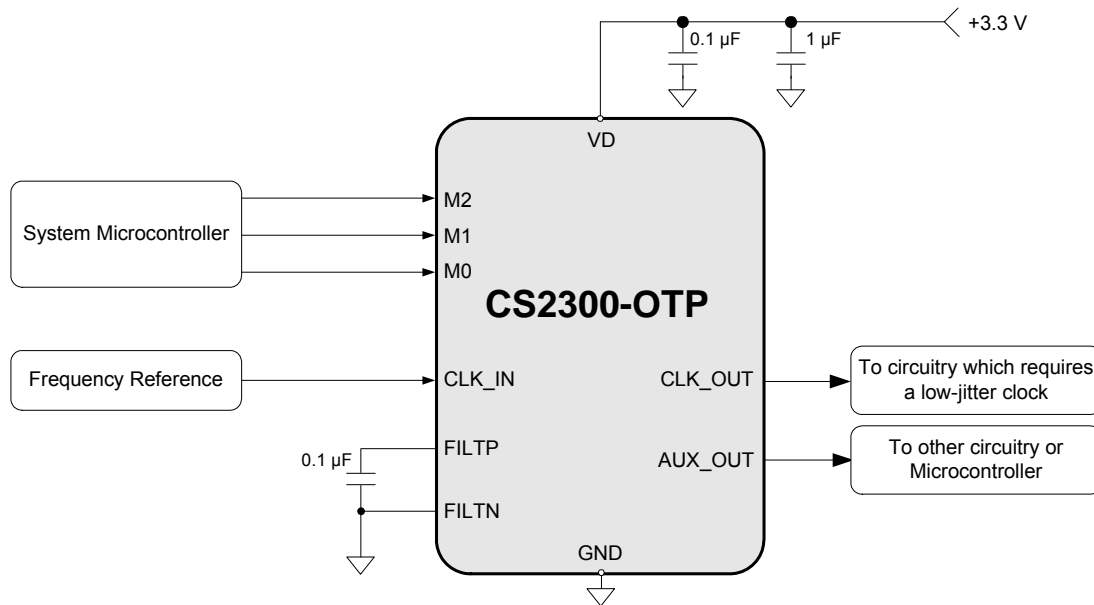 +3.3 V
0.1 µF
1 µF
VD
System Microcontroller
M2
M1
M0
CS2300-OTP
Frequency Reference
CLK_IN
CLK_OUT
To circuitry which requires
a low-jitter clock
0.1 µF
FILTP
AUX_OUT
To other circuitry or
Microcontroller
FILTN
GND